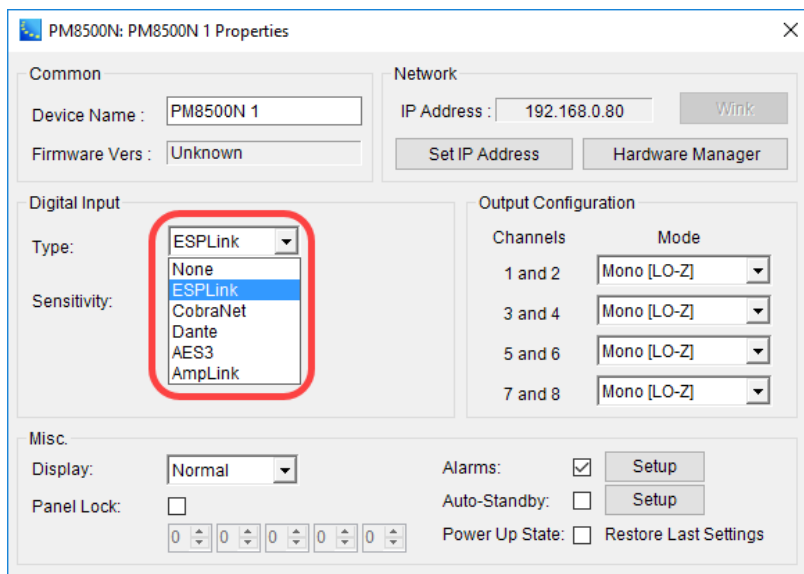 PM8500N: PM8500N 1 Properties
Common
Device Name : PM8500N 1
Firmware Vers : Unknown
Network
IP Address : 192.168.0.80 Wink
Set IP Address Hardware Manager
Digital Input
Type: ESPLink
None
ESPLink
CobraNet
Dante
AES3
AmpLink
Sensitivity:
Output Configuration
Channels Mode
1 and 2 Mono [LO-Z]
3 and 4 Mono [LO-Z]
5 and 6 Mono [LO-Z]
7 and 8 Mono [LO-Z]
Misc.
Display: Normal
Panel Lock:
0 0 0 0 0
Alarms: Setup
Auto-Standby: Setup
Power Up State: Restore Last Settings